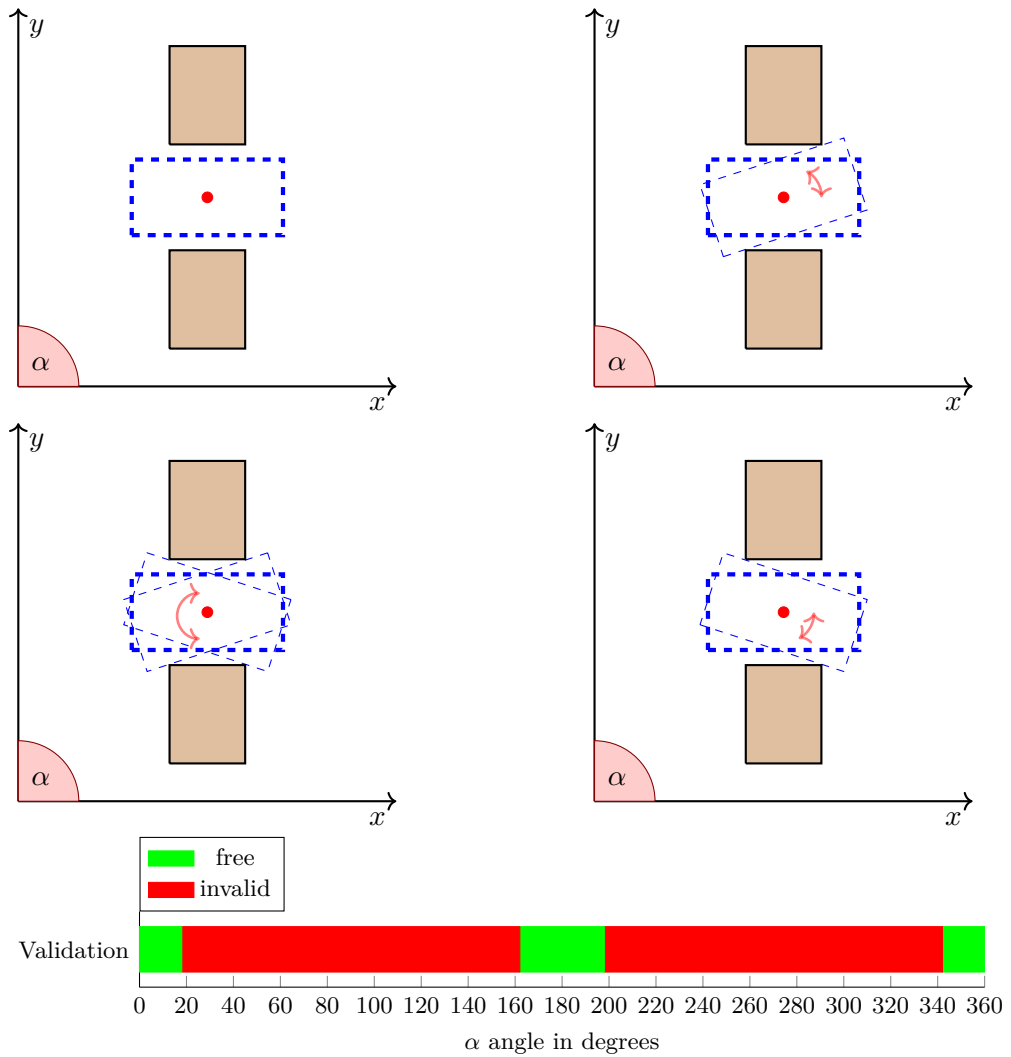 y
y
α
α
x
x
y
y
α
α
x
x
free
invalid
Validation
0 20 40 60 80 100 120 140 160 180 200 220 240 260 280 300 320 340 360
α angle in degrees